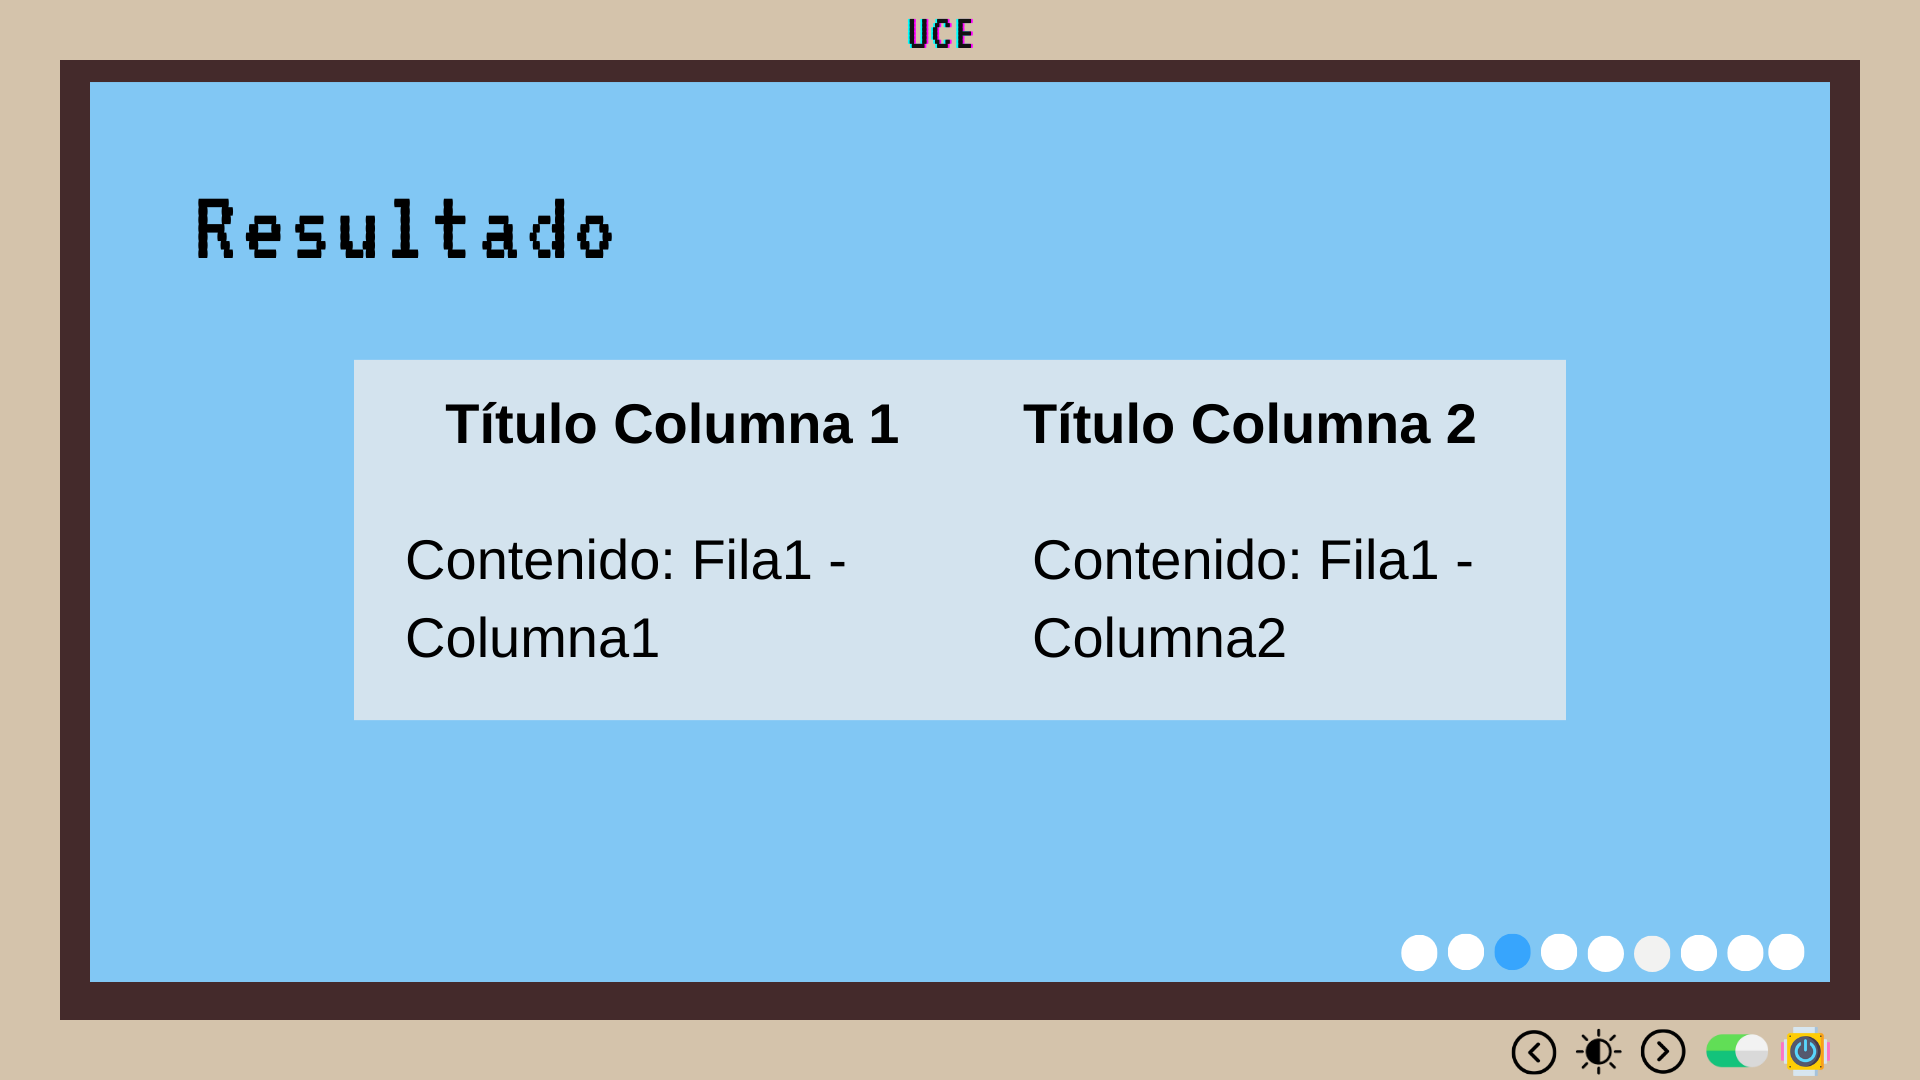 UCE
Resultado
Título Columna 1 Título Columna 2
Contenido: Fila1 - Contenido: Fila1 -
Columna1 Columna2